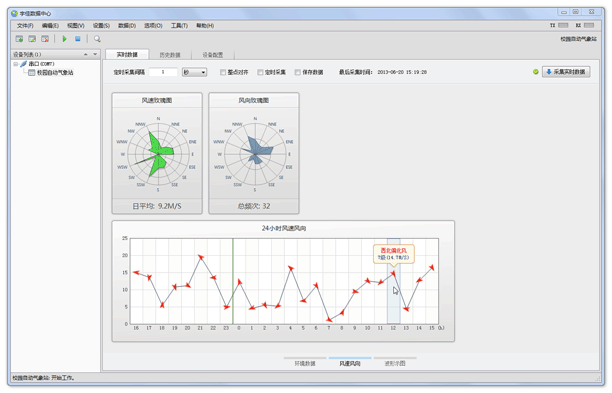 宇佳数据中心
文件(F) 编辑(E) 视图(V) 设置(S) 数据(D) 选项(O) 工具(T) 帮助(H) TX RX
校园自动气象站
设备列表(1)
串口(COM7)
校园自动气象站
实时数据 历史数据 设备配置
定时采集间隔 1 秒 整点对齐 定时采集 保存数据 最后采集时间: 2013-08-20 15:19:28 采集实时数据
风速玫瑰图
N
NNW NNE
NW NE
WNW ENE
W E
WSW ESE
SW SE
SSW SSE
S
日平均: 9.2M/S
风向玫瑰图
N
NNW NNE
NW NE
WNW ENE
W E
WSW ESE
SW SE
SSW SSE
S
总频次: 32
24小时风速风向
25
20
15
10
5
0
西北偏北风
7级(14.7M/S)
16 17 18 19 20 21 22 23 0 1 2 3 4 5 6 7 8 9 10 11 12 13 14 15 (h)
环境数据 风速风向 波形示图
校园自动气象站: 开始工作。